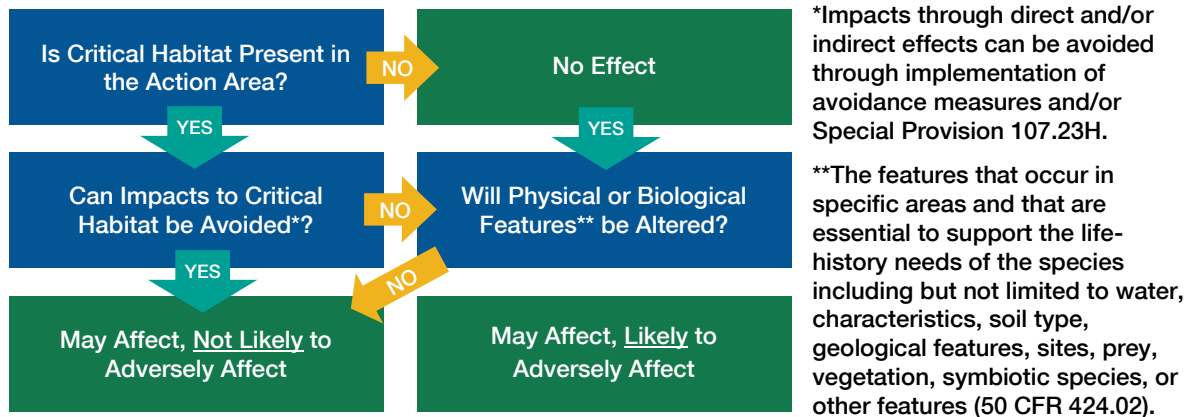 Is Critical Habitat Present in
the Action Area?
NO
No Effect
YES
YES
Can Impacts to Critical
Habitat be Avoided*?
NO
Will Physical or Biological
Features** be Altered?
YES
NO
May Affect, Not Likely to
Adversely Affect
May Affect, Likely to
Adversely Affect
*Impacts through direct and/or
indirect effects can be avoided
through implementation of
avoidance measures and/or
Special Provision 107.23H.
**The features that occur in
specific areas and that are
essential to support the life-
history needs of the species
including but not limited to water,
characteristics, soil type,
geological features, sites, prey,
vegetation, symbiotic species, or
other features (50 CFR 424.02).